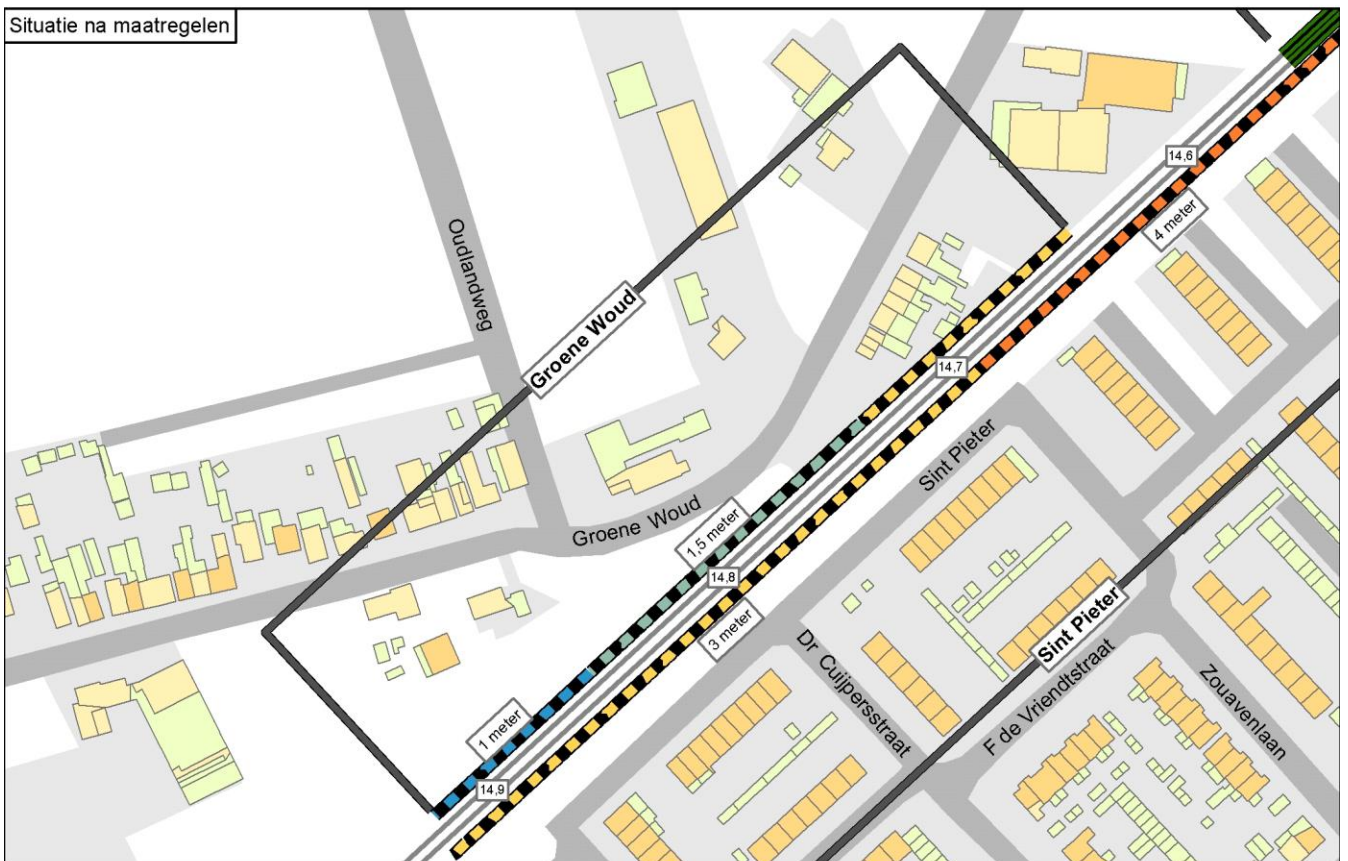 Situatie na maatregelen
14,6
4 meter
Oudlandweg
Groene Woud
14,7
Sint Pieter
1,5 meter
Groene Woud
14,8
3 meter
Sint Pieter
Dr Cuijpersstraat
F de Vriendtstraat
Zouavenlaan
1 meter
14,9